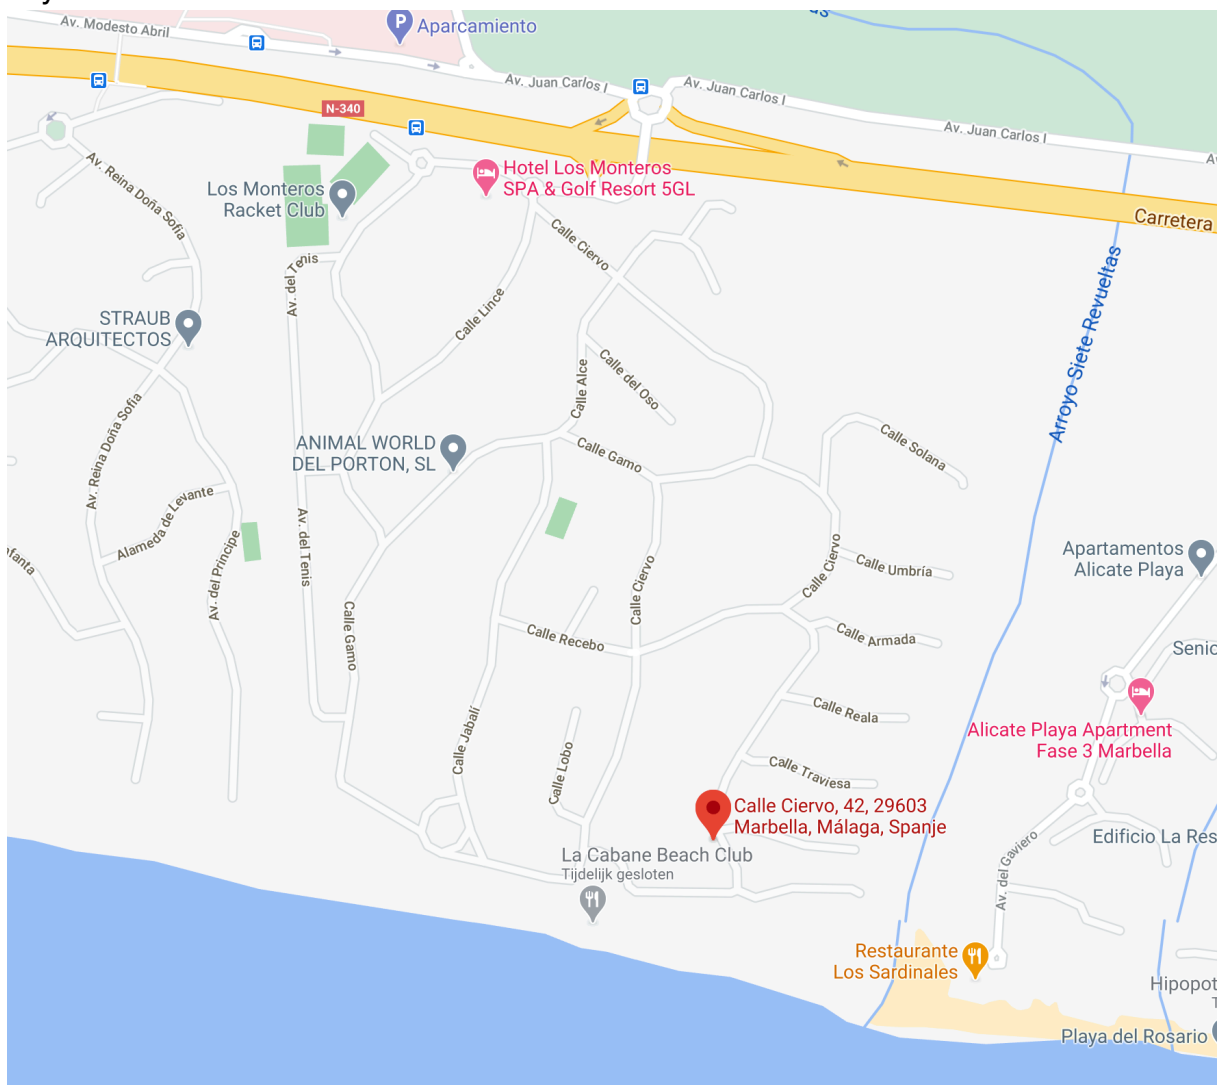 Av. Modesto Abril
P
Aparcamiento
Av. Juan Carlos I
Av. Juan Carlos I
Av. Juan Carlos I
N-340
Carretera
Av. Reina Doña Sofia
Los Monteros
Racket Club
Hotel Los Monteros
SPA & Golf Resort 5GL
Calle Ciervo
Av. del Tenis
Calle Lince
STRAUB
ARQUITECTOS
Arroyo Siete Revueltas
Calle Alce
Calle del Oso
Av. Reina Doña Sofia
ANIMAL WORLD
DEL PORTON, SL
Calle Gamo
Calle Solana
Alameda de Levante
Av. del Tenis
Av. del Principe
Calle Ciervo
Calle Ciervo
Calle Umbría
Apartamentos
Alicate Playa
Calle Gamo
Calle Recebo
Calle Armada
Calle Reala
Calle Jabalí
Calle Lobo
Calle Traviesa
Alicate Playa Apartment
Fase 3 Marbella
Calle Ciervo, 42, 29603
Marbella, Málaga, Spanje
La Cabane Beach Club
Tijdelijk gesloten
Edificio La Res
Av. del Gaviero
Restaurante
Los Sardinales
Hipopot
Playa del Rosario